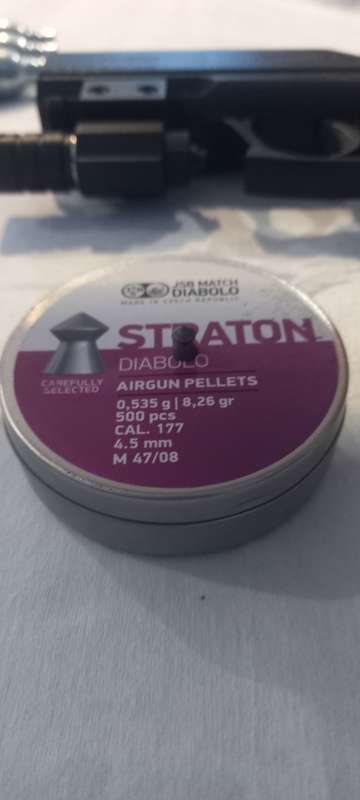 JSB MATCH
DIABOLO
MADE IN CZECH REPUBLIC
STRATON
DIABOLO
CAREFULLY
SELECTED
AIRGUN PELLETS
0,535 g | 8,26 gr
500 pcs
CAL. 177
4.5 mm
M 47/08